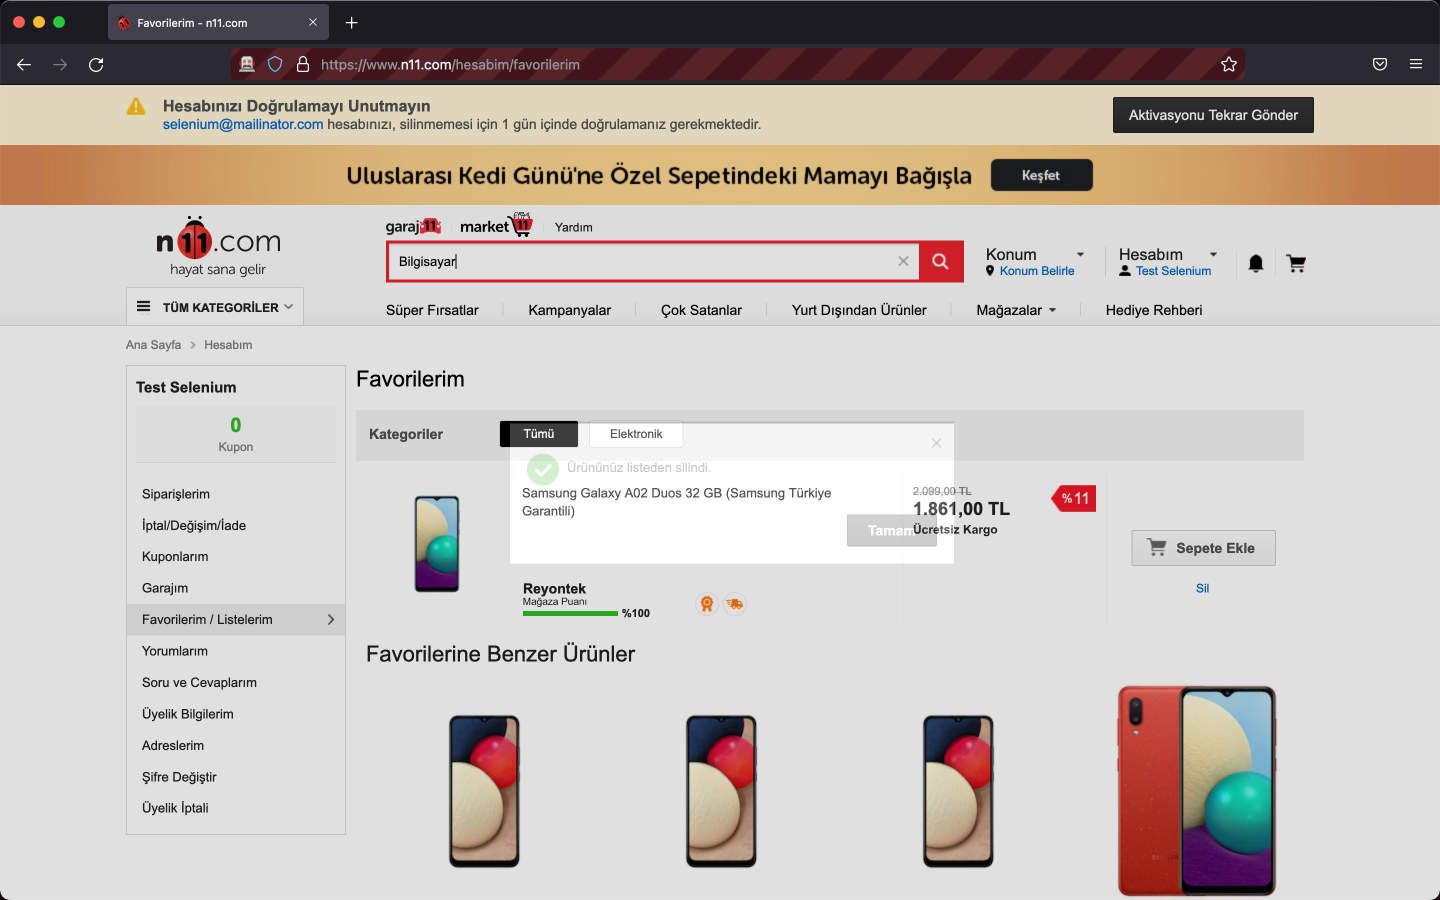 Favorilerim - n11.com
https://www.n11.com/hesabim/favorilerim
Hesabınızı Doğrulamayı Unutmayın
selenium@mailinator.com hesabınızı, silinmemesi için 1 gün içinde doğrulamanız gerekmektedir.
Aktivasyonu Tekrar Gönder
Uluslarası Kedi Günü'ne Özel Sepetindeki Mamayı Bağışla
Keşfet
n11.com
hayat sana gelir
garaj11
market11
Yardım
Bilgisayar
Konum
Konum Belirle
Hesabım
Test Selenium
TÜM KATEGORİLER
Süper Fırsatlar
Kampanyalar
Çok Satanlar
Yurt Dışından Ürünler
Mağazalar
Hediye Rehberi
Ana Sayfa > Hesabım
Test Selenium
0
Kupon
Siparişlerim
İptal/Değişim/İade
Kuponlarım
Garajım
Favorilerim / Listelerim
Yorumlarım
Soru ve Cevaplarım
Üyelik Bilgilerim
Adreslerim
Şifre Değiştir
Üyelik İptali
Favorilerim
Kategoriler
Tümü
Elektronik
Ürününüz listeden silindi.
Samsung Galaxy A02 Duos 32 GB (Samsung Türkiye
Garantili)
Tamam
2.099,00 TL
1.861,00 TL
Ücretsiz Kargo
%11
Sepete Ekle
Sil
Reyontek
Mağaza Puanı
%100
Favorilerine Benzer Ürünler